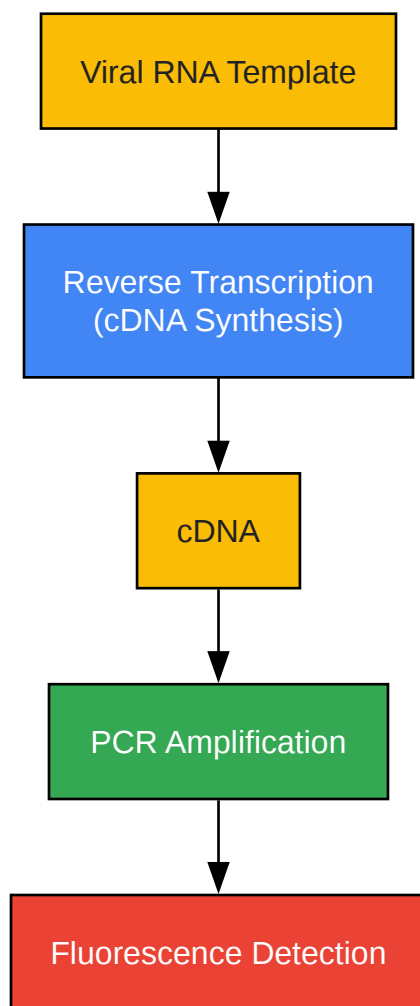 Viral RNA Template
Reverse Transcription
(cDNA Synthesis)
cDNA
PCR Amplification
Fluorescence Detection